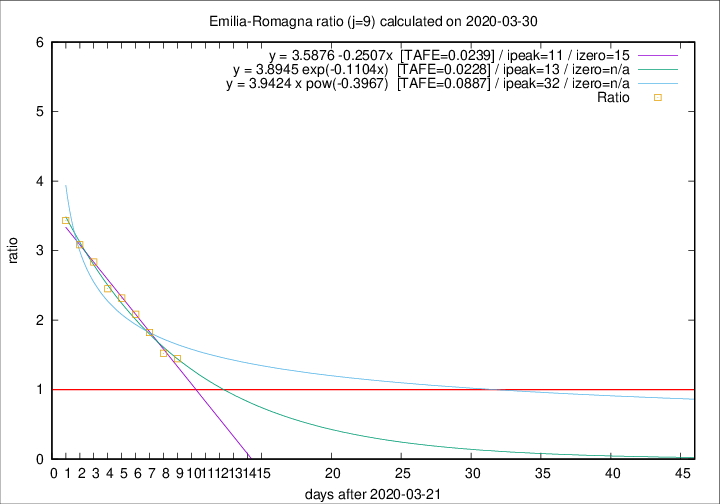 Emilia-Romagna ratio (j=9) calculated on 2020-03-30
y = 3.5876 -0.2507x [TAFE=0.0239] / ipeak=11 / izero=15
y = 3.8945 exp(-0.1104x) [TAFE=0.0228] / ipeak=13 / izero=n/a
y = 3.9424 x pow(-0.3967) [TAFE=0.0887] / ipeak=32 / izero=n/a
Ratio
6
5
4
3
2
1
0
ratio
0 1 2 3 4 5 6 7 8 9 10 11 12 13 14 15 20 25 30 35 40 45
days after 2020-03-21